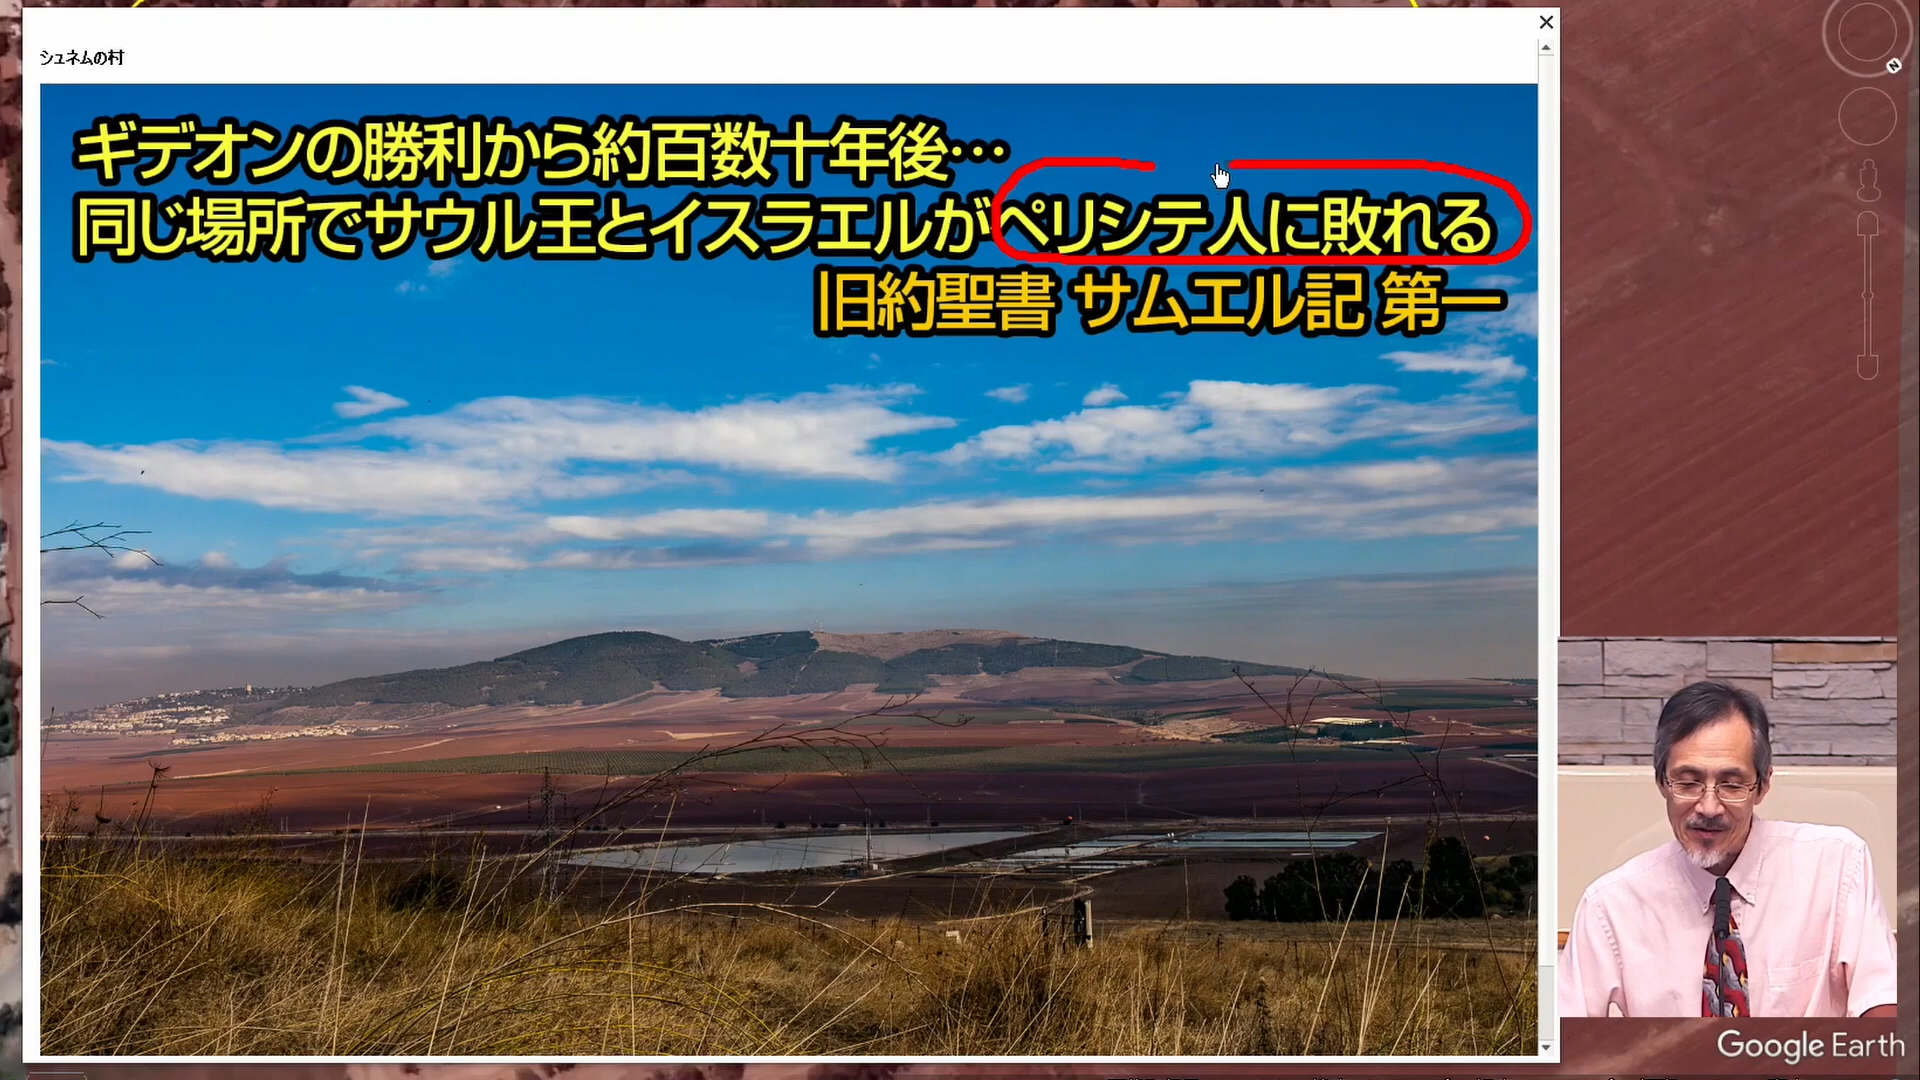 シュネムの村
ギデオンの勝利から約百数十年後…
同じ場所でサウル王とイスラエルがペリシテ人に敗れる
旧約聖書 サムエル記 第一
N
Google Earth